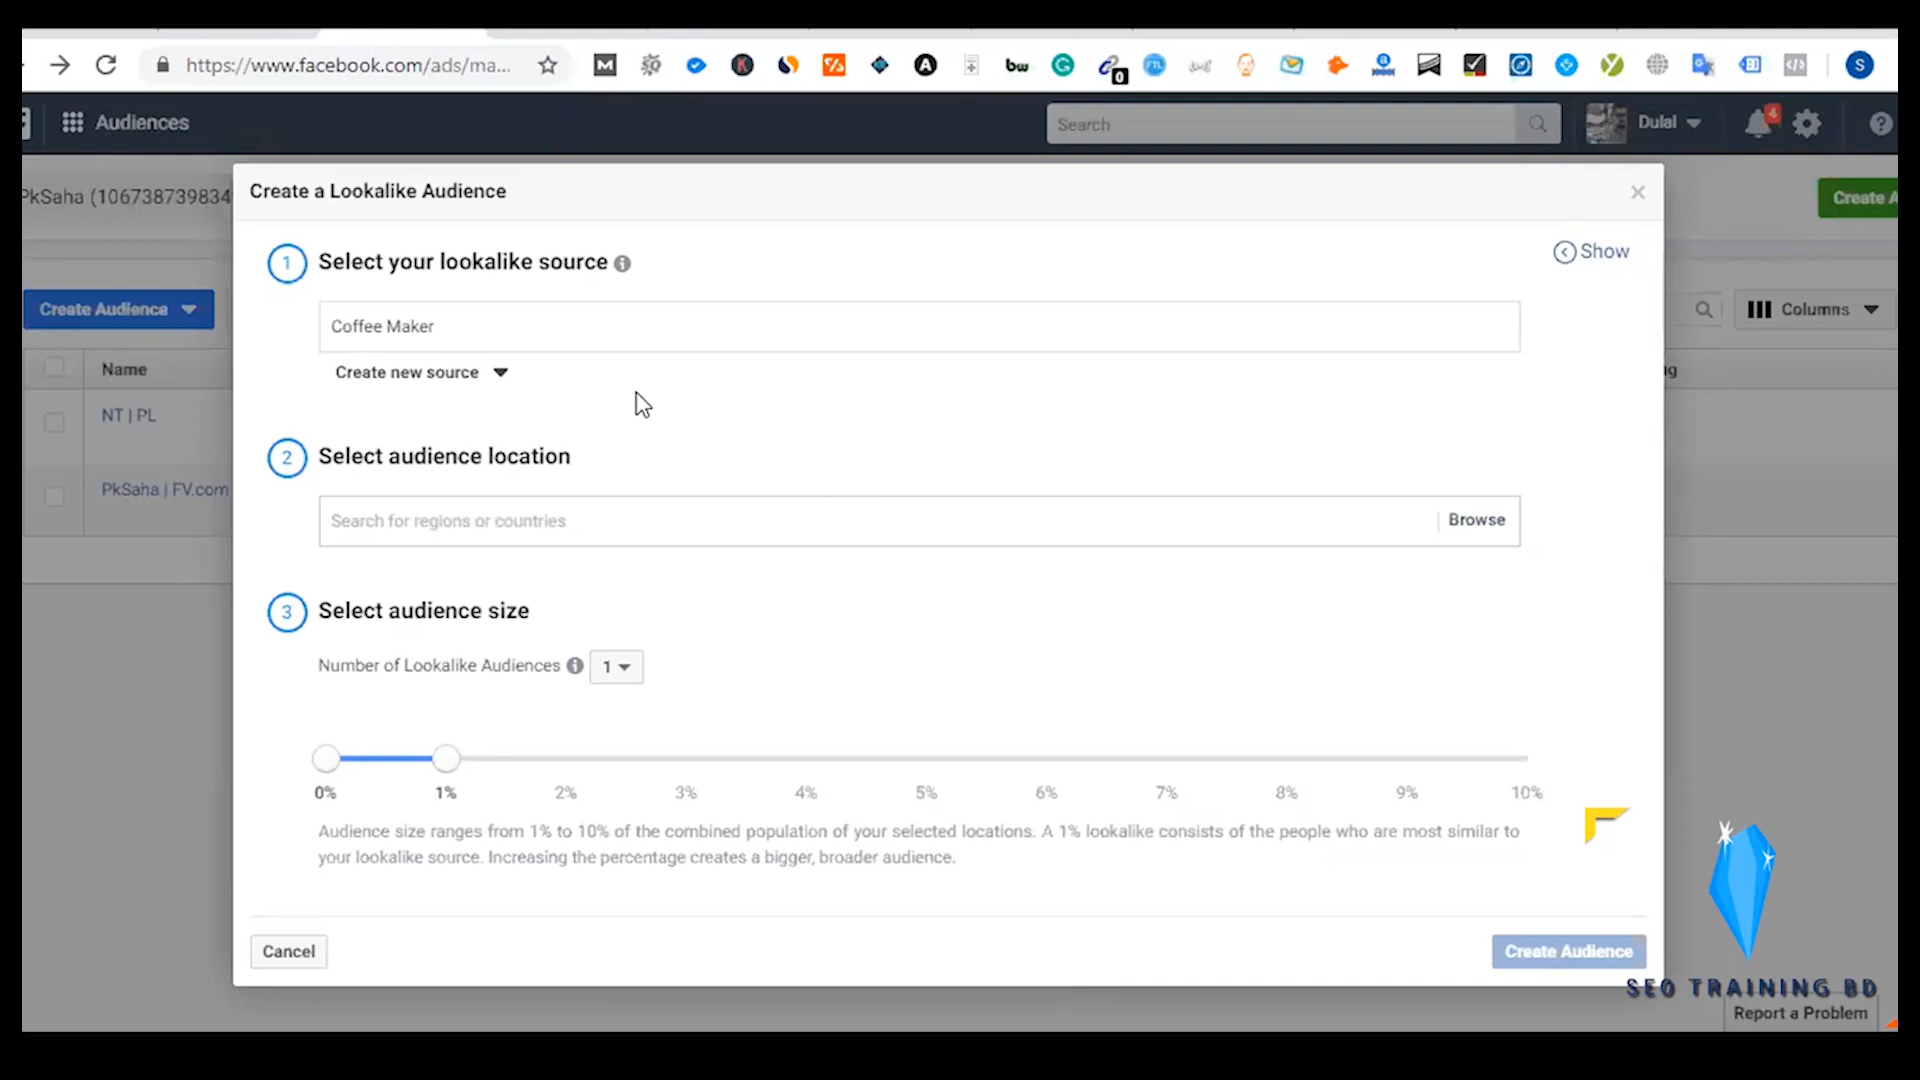 https://www.facebook.com/ads/ma...
M
A
bw
0
S
Audiences
Search
Dulal
4
PkSaha (106738739834
Create A
Create a Lookalike Audience
1 Select your lookalike source
Show
Create Audience
Coffee Maker
Columns
Create new source
Name
NT | PL
2 Select audience location
PkSaha | FV.com
Search for regions or countries
Browse
3 Select audience size
Number of Lookalike Audiences 1
0% 1% 2% 3% 4% 5% 6% 7% 8% 9% 10%
Audience size ranges from 1% to 10% of the combined population of your selected locations. A 1% lookalike consists of the people who are most similar to
your lookalike source. Increasing the percentage creates a bigger, broader audience.
Cancel
Create Audience
SEO TRAINING BD
Report a Problem